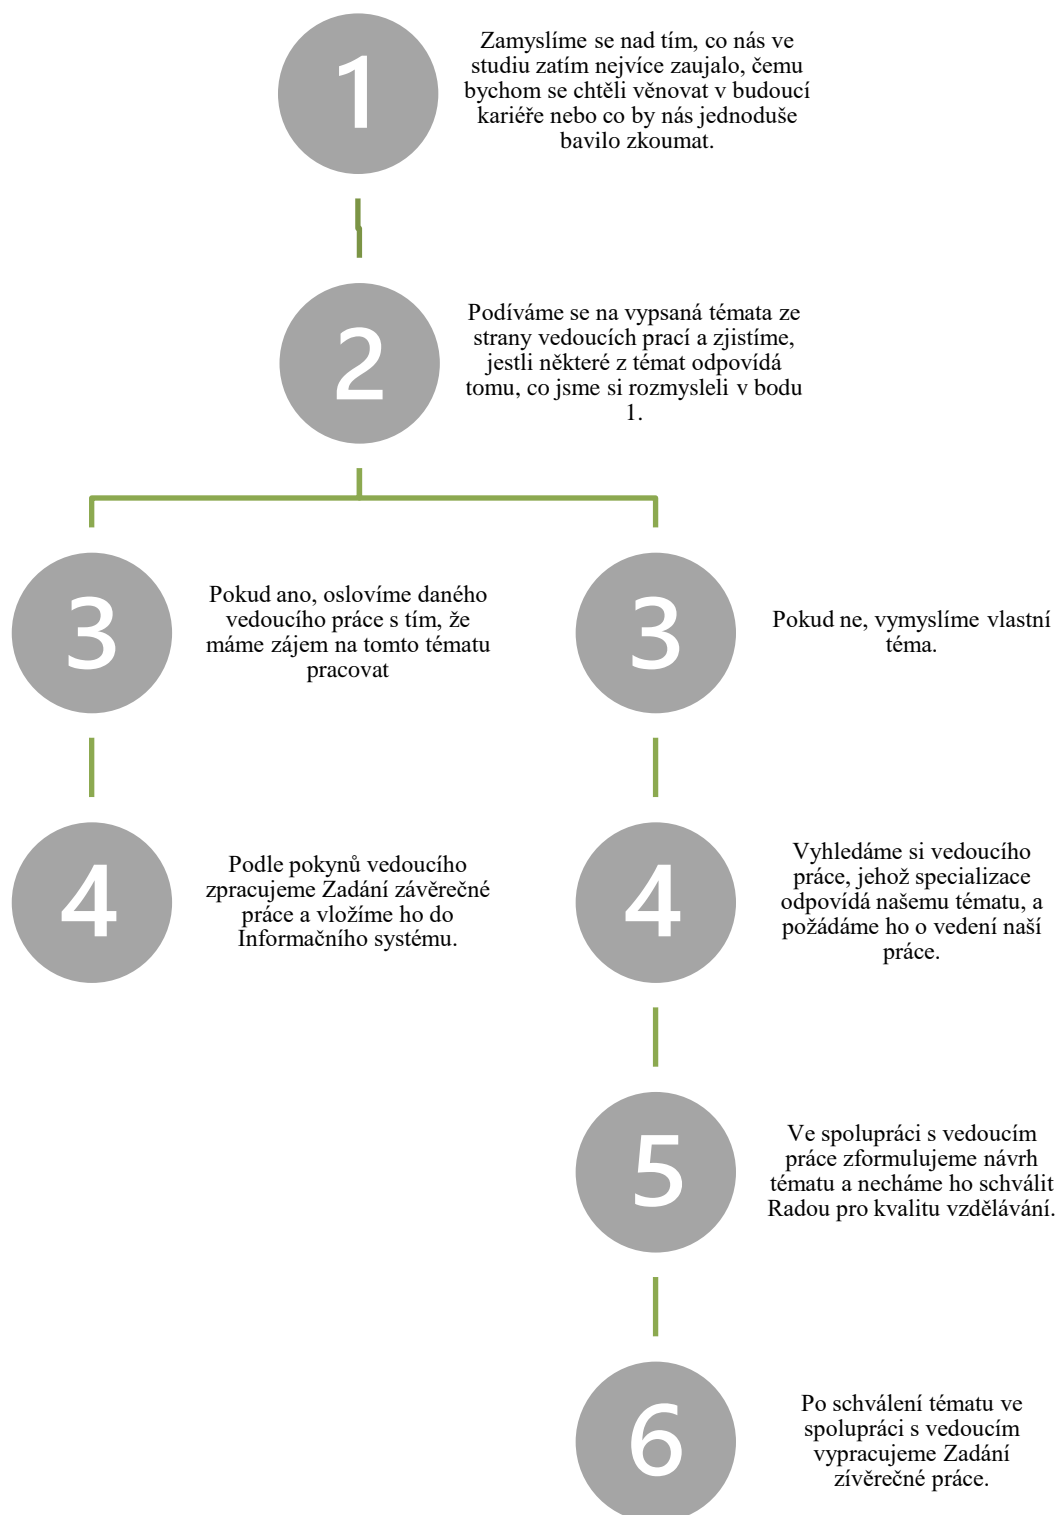 1
Zamyslíme se nad tím, co nás ve
studiu zatím nejvíce zaujalo, čemu
bychom se chtěli věnovat v budoucí
kariéře nebo co by nás jednoduše
bavilo zkoumat.
2
Podíváme se na vypsaná témata ze
strany vedoucích prací a zjistíme,
jestli některé z témat odpovídá
tomu, co jsme si rozmysleli v bodu
1.
3
Pokud ano, oslovíme daného
vedoucího práce s tím, že
máme zájem na tomto tématu
pracovat
3
Pokud ne, vymyslíme vlastní
téma.
4
Podle pokynů vedoucího
zpracujeme Zadání závěrečné
práce a vložíme ho do
Informačního systému.
4
Vyhledáme si vedoucího
práce, jehož specializace
odpovídá našemu tématu, a
požádáme ho o vedení naší
práce.
5
Ve spolupráci s vedoucím
práce zformulujeme návrh
tématu a necháme ho schválit
Radou pro kvalitu vzdělávání.
6
Po schválení tématu ve
spolupráci s vedoucím
vypracujeme Zadání
zívěrečné práce.